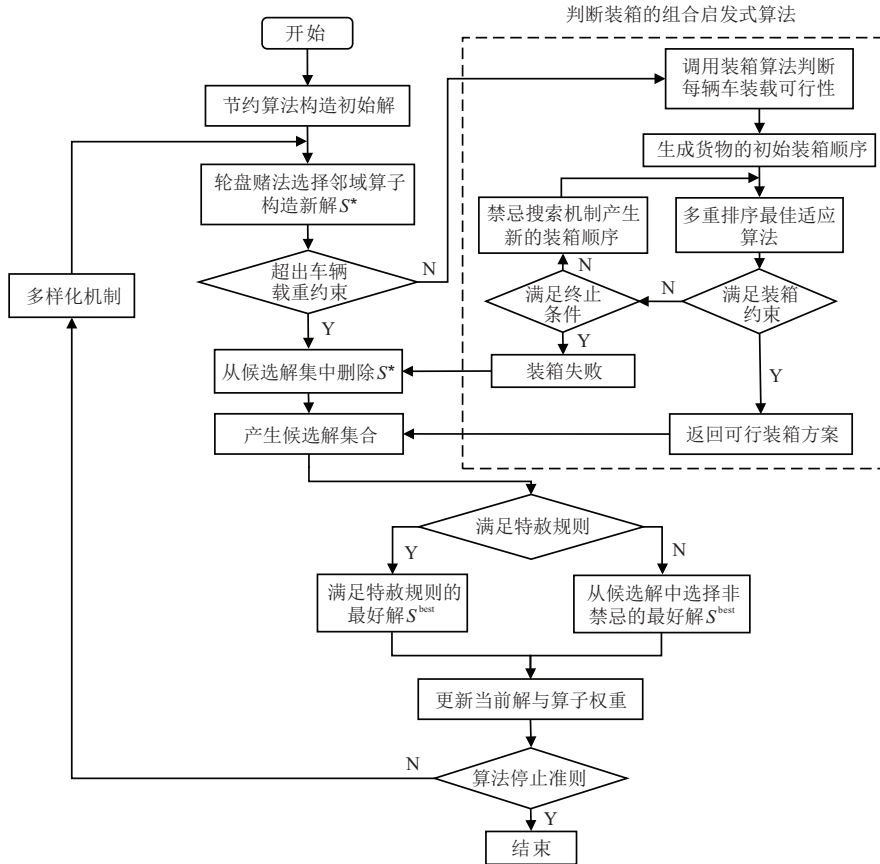 判断装箱的组合启发式算法
开始
节约算法构造初始解
轮盘赌法选择邻域算子
构造新解S*
超出车辆
载重约束
N
Y
多样化机制
从候选解集中删除S*
产生候选解集合
调用装箱算法判断
每辆车装载可行性
生成货物的初始装箱顺序
禁忌搜索机制产生
新的装箱顺序
多重排序最佳适应
算法
N
满足终止
条件
N
满足装箱
约束
Y
装箱失败
Y
返回可行装箱方案
满足特赦规则
Y
N
满足特赦规则的
最好解S^best
从候选解中选择非
禁忌的最好解S^best
更新当前解与算子权重
N
算法停止准则
Y
结束